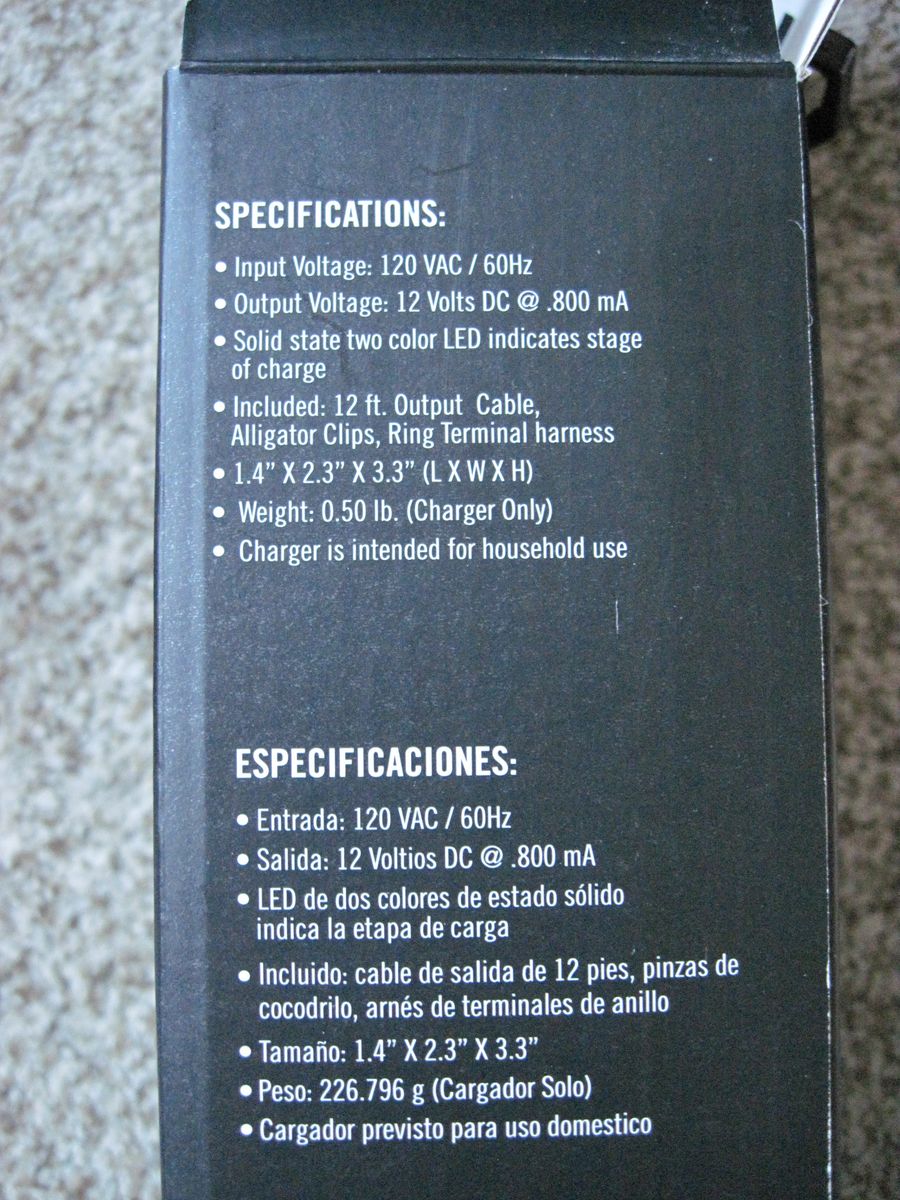 SPECIFICATIONS:
• Input Voltage: 120 VAC / 60Hz
• Output Voltage: 12 Volts DC @ .800 mA
• Solid state two color LED indicates stage
of charge
• Included: 12 ft. Output Cable,
Alligator Clips, Ring Terminal harness
• 1.4” X 2.3” X 3.3” (L X W X H)
• Weight: 0.50 lb. (Charger Only)
• Charger is intended for household use
ESPECIFICACIONES:
• Entrada: 120 VAC / 60Hz
• Salida: 12 Voltios DC @ .800 mA
• LED de dos colores de estado sólido
indica la etapa de carga
• Incluido: cable de salida de 12 pies, pinzas de
cocodrilo, arnés de terminales de anillo
• Tamaño: 1.4” X 2.3” X 3.3”
• Peso: 226.796 g (Cargador Solo)
• Cargador previsto para uso domestico